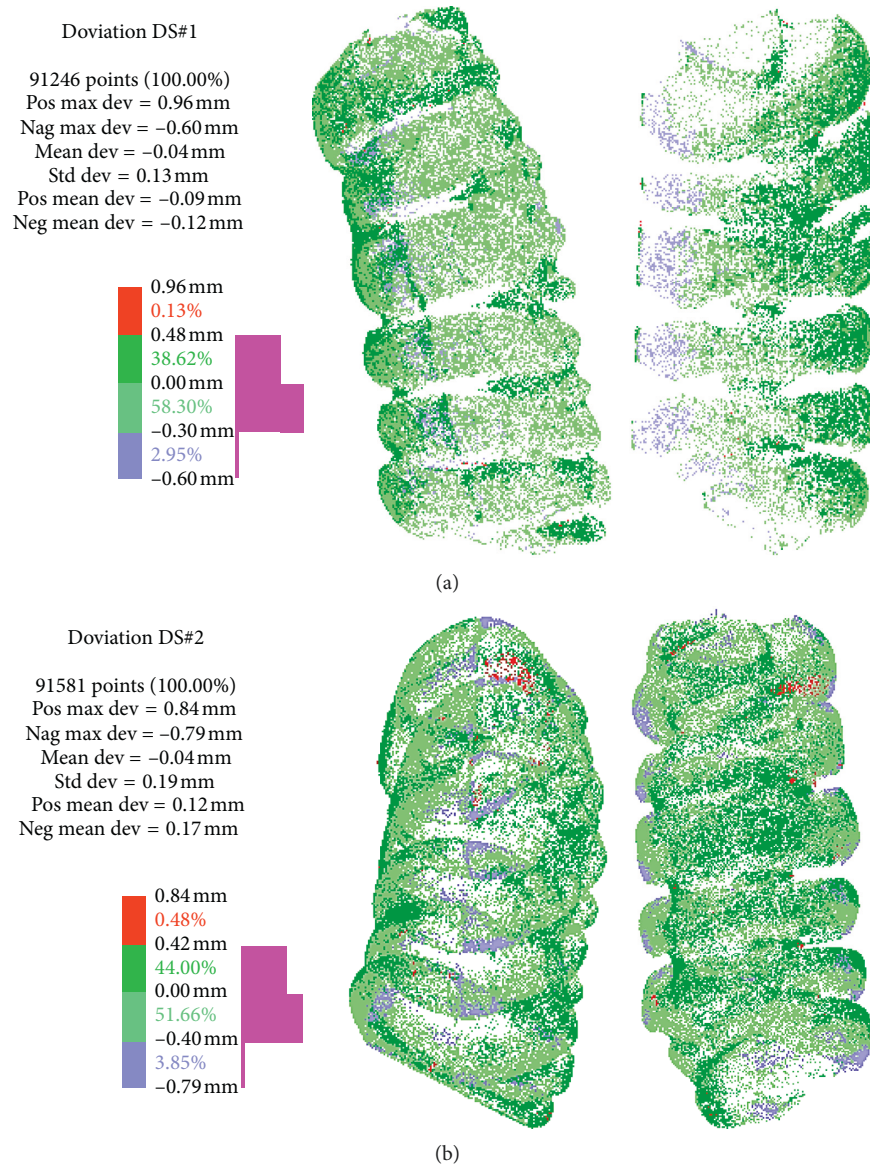 Doviation DS#1
91246 points (100.00%)
Pos max dev = 0.96 mm
Nag max dev = –0.60 mm
Mean dev = –0.04 mm
Std dev = 0.13 mm
Pos mean dev = –0.09 mm
Neg mean dev = –0.12 mm
0.96 mm
0.13%
0.48 mm
38.62%
0.00 mm
58.30%
–0.30 mm
2.95%
–0.60 mm
(a)
Doviation DS#2
91581 points (100.00%)
Pos max dev = 0.84 mm
Nag max dev = –0.79 mm
Mean dev = –0.04 mm
Std dev = 0.19 mm
Pos mean dev = 0.12 mm
Neg mean dev = 0.17 mm
0.84 mm
0.48%
0.42 mm
44.00%
0.00 mm
51.66%
–0.40 mm
3.85%
–0.79 mm
(b)